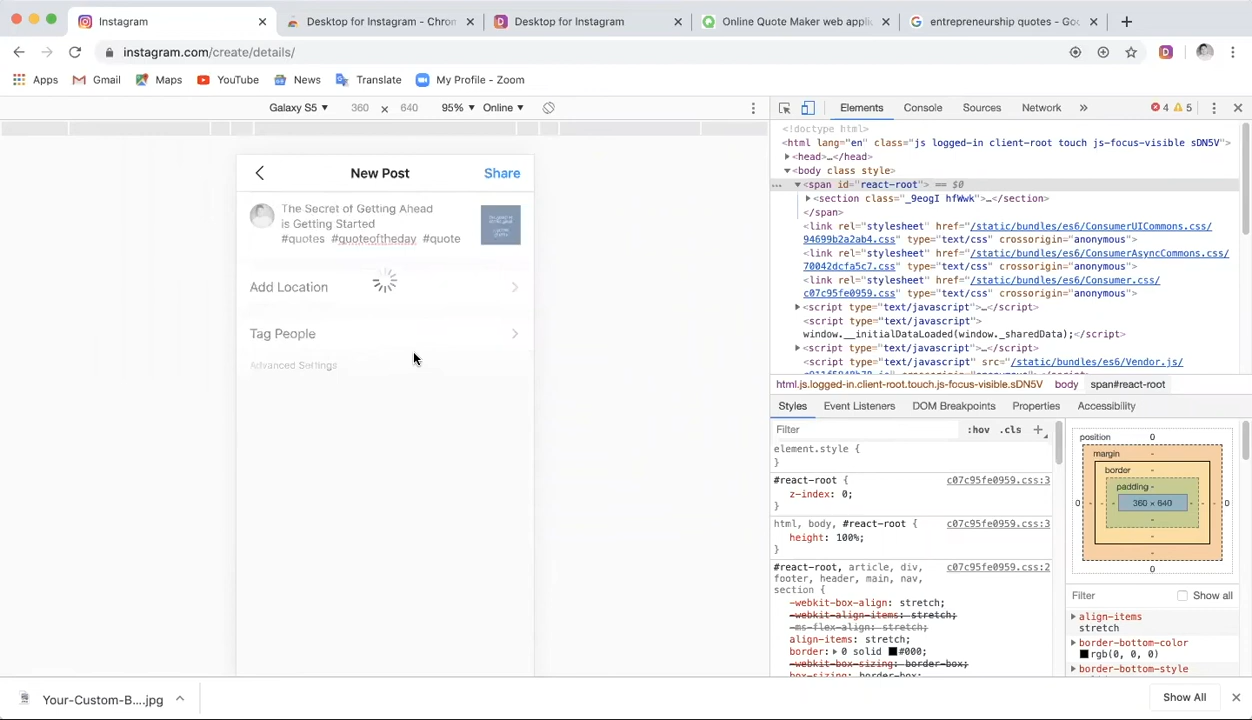 Instagram
Desktop for Instagram - Chron
Desktop for Instagram
Online Quote Maker web applic
entrepreneurship quotes - Goo
instagram.com/create/details/
Apps
Gmail
Maps
YouTube
News
Translate
My Profile - Zoom
Galaxy S5 ▼ 360 × 640 95% ▼ Online ▼
Elements Console Sources Network » 4 5
<!doctype html>
<html lang="en" class="js logged-in client-root touch js-focus-visible sDN5V">
<head>…</head>
<body class style>
<span id="react-root"> == $0
<section class="_9eogI hfWwk">…</section>
</span>
<link rel="stylesheet" href="/static/bundles/es6/ConsumerUICommons.css/
94699b2a2ab4.css" type="text/css" crossorigin="anonymous">
<link rel="stylesheet" href="/static/bundles/es6/ConsumerAsyncCommons.css/
70042dcfa5c7.css" type="text/css" crossorigin="anonymous">
<link rel="stylesheet" href="/static/bundles/es6/Consumer.css/
c07c95fe0959.css" type="text/css" crossorigin="anonymous">
<script type="text/javascript">…</script>
<script type="text/javascript">
window.__initialDataLoaded(window._sharedData);</script>
<script type="text/javascript">…</script>
<script type="text/javascript" src="/static/bundles/es6/Vendor.js/
html.js.logged-in.client-root.touch.js-focus-visible.sDN5V body span#react-root
New Post
Share
The Secret of Getting Ahead
is Getting Started
#quotes #quoteoftheday #quote
Add Location
Tag People
Advanced Settings
Styles Event Listeners DOM Breakpoints Properties Accessibility
Filter
:hov .cls +
element.style {
}
#react-root {
c07c95fe0959.css:3
z-index: 0;
}
html, body, #react-root {
c07c95fe0959.css:3
height: 100%;
}
#react-root, article, div,
c07c95fe0959.css:2
footer, header, main, nav,
section {
-webkit-box-align: stretch;
-webkit-align-items: stretch;
-ms-flex-align: stretch;
align-items: stretch;
border: 0 solid #000;
-webkit-box-sizing: border-box;
box-sizing: border-box;
position 0
margin -
border -
padding -
0 - - - 360 × 640 - - - 0
-
-
-
0
Filter
Show all
align-items
stretch
border-bottom-color
rgb(0, 0, 0)
border-bottom-style
Your-Custom-B....jpg
Show All